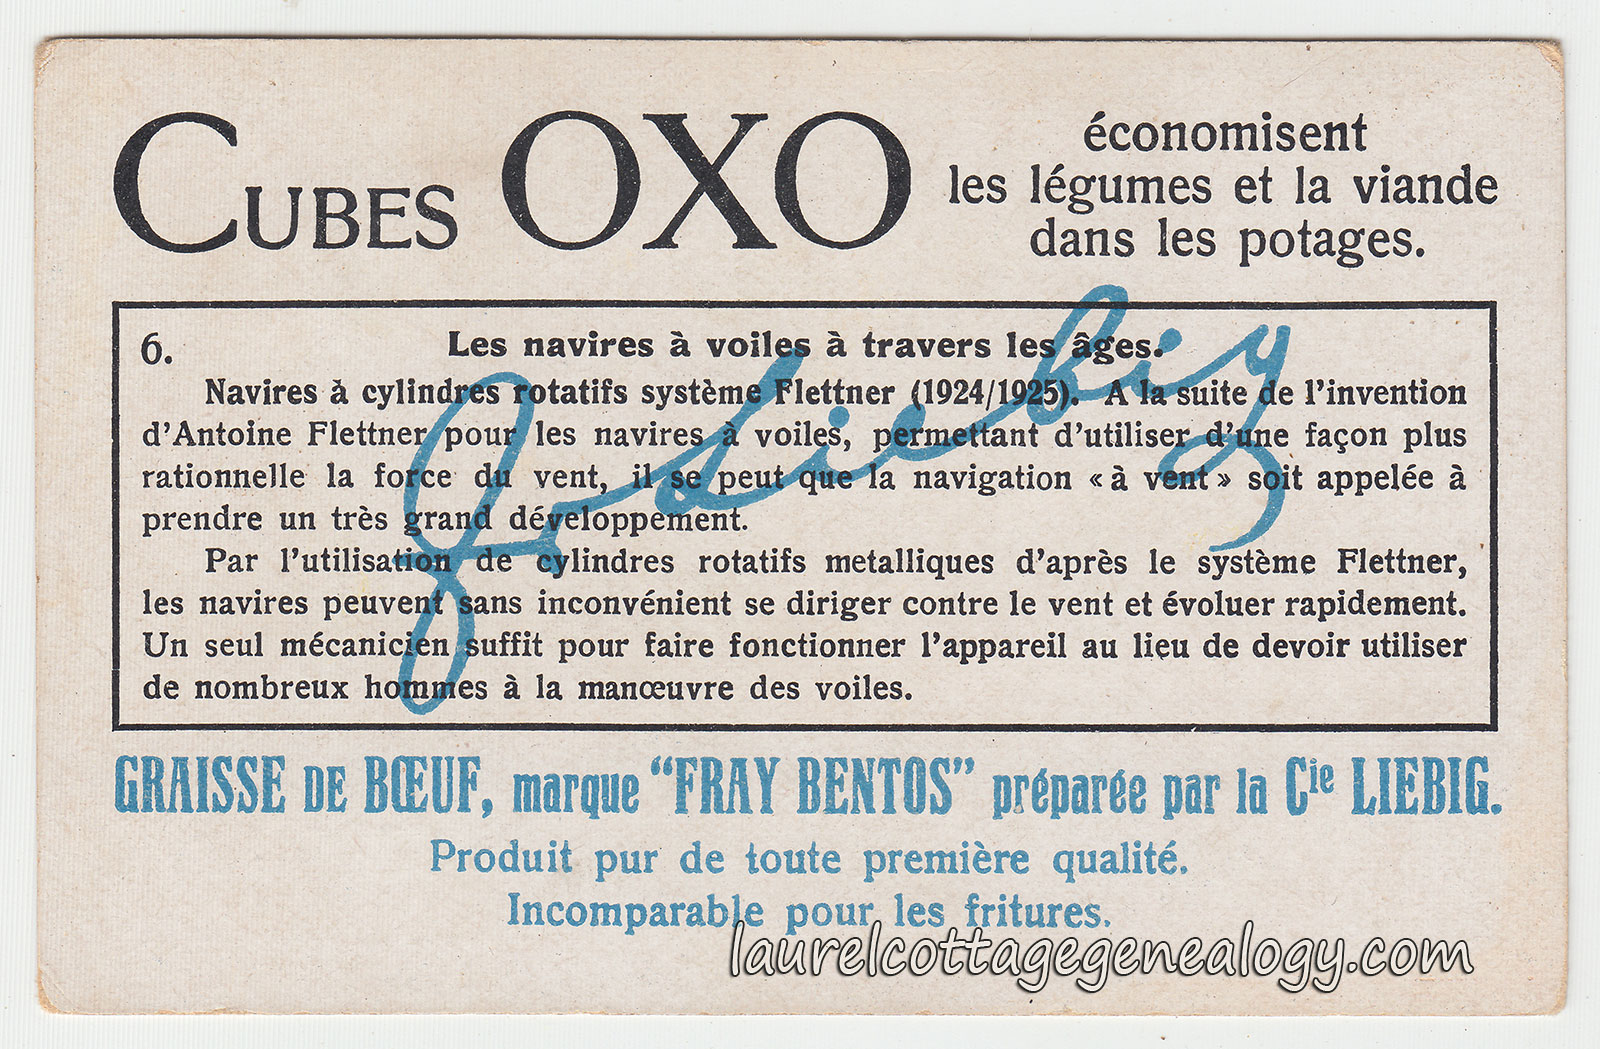 CUBES OXO
économisent
les légumes et la viande
dans les potages.
6. Les navires à voiles à travers les âges.
Navires à cylindres rotatifs système Flettner (1924/1925). A la suite de l'invention
d'Antoine Flettner pour les navires à voiles, permettant d'utiliser d'une façon plus
rationnelle la force du vent, il se peut que la navigation « à vent » soit appelée à
prendre un très grand développement.
Par l'utilisation de cylindres rotatifs metalliques d'après le système Flettner,
les navires peuvent sans inconvénient se diriger contre le vent et évoluer rapidement.
Un seul mécanicien suffit pour faire fonctionner l'appareil au lieu de devoir utiliser
de nombreux hommes à la manœuvre des voiles.
J v Liebig
GRAISSE DE BŒUF, marque "FRAY BENTOS" préparée par la Cie LIEBIG.
Produit pur de toute première qualité.
Incomparable pour les fritures.
laurelcottagegenealogy.com